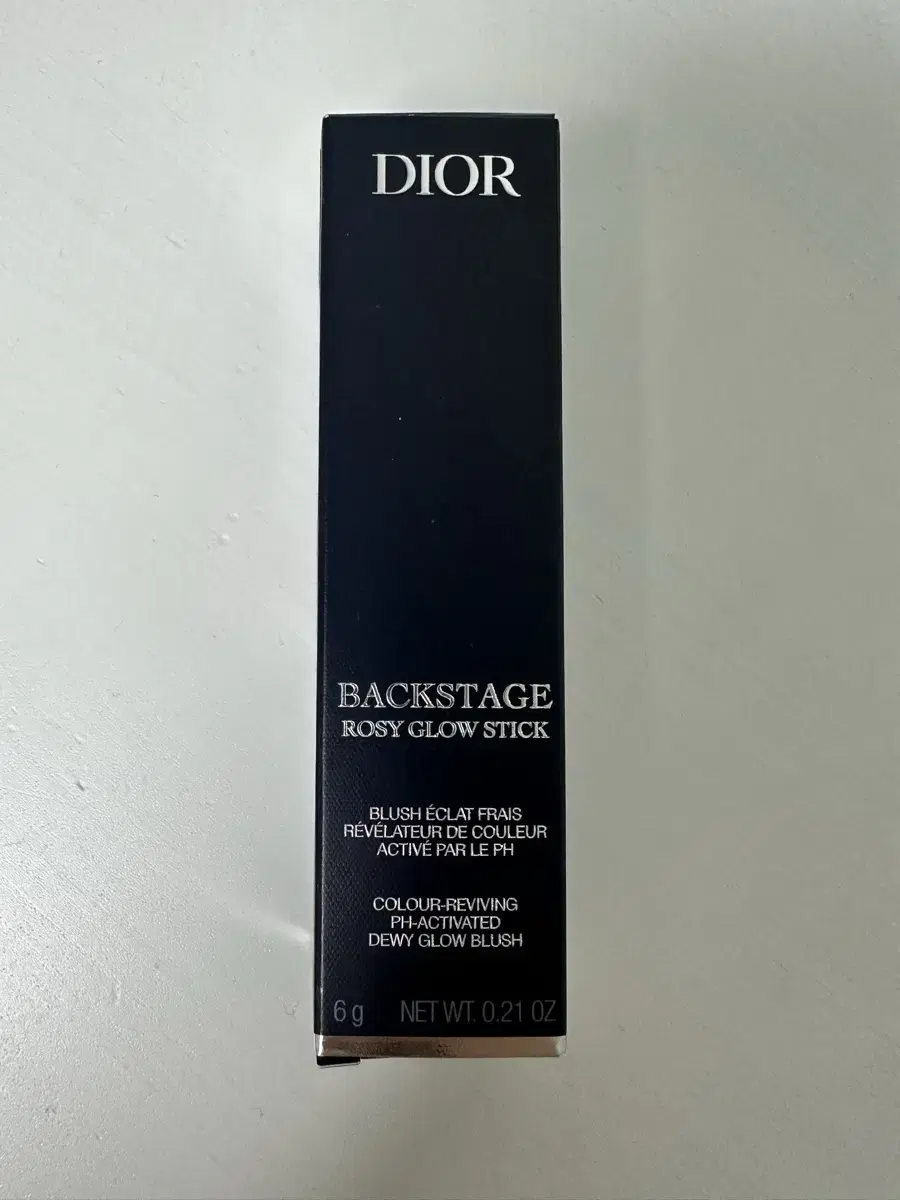 DIOR
BACKSTAGE
ROSY GLOW STICK
BLUSH ÉCLAT FRAIS
RÉVÉLATEUR DE COULEUR
ACTIVÉ PAR LE PH
COLOUR-REVIVING
PH-ACTIVATED
DEWY GLOW BLUSH
6 g NET WT. 0.21 OZ